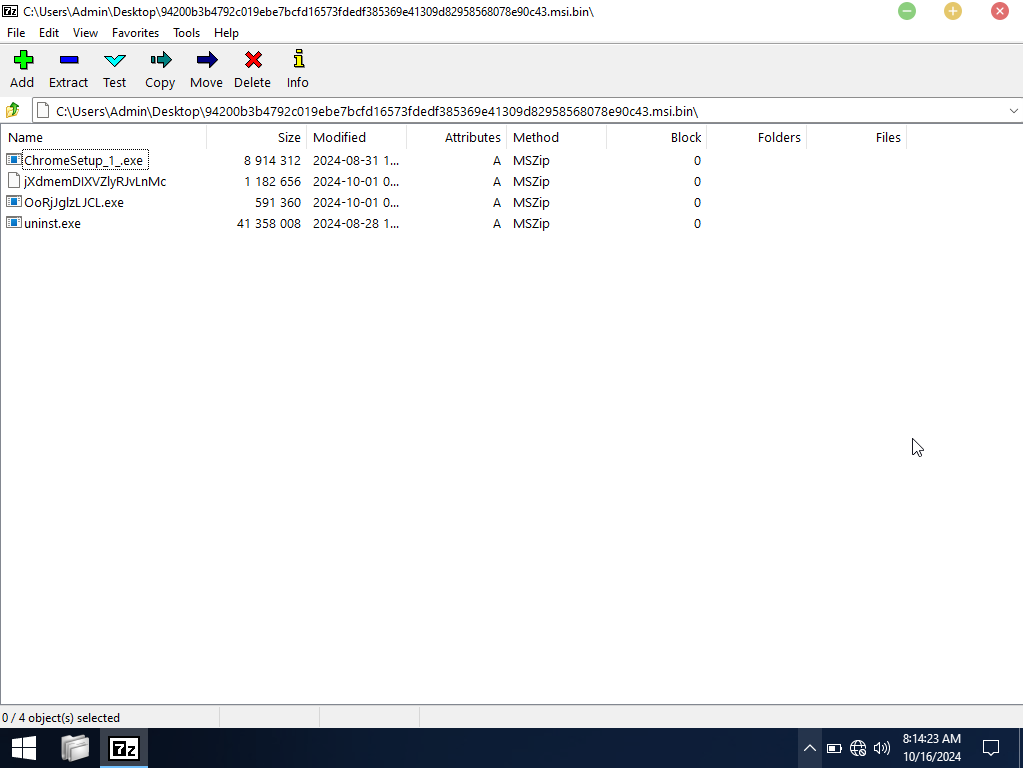 C:\Users\Admin\Desktop\94200b3b4792c019ebe7bcfd16573fdedf385369e41309d82958568078e90c43.msi.bin\
File Edit View Favorites Tools Help
Add Extract Test Copy Move Delete Info
C:\Users\Admin\Desktop\94200b3b4792c019ebe7bcfd16573fdedf385369e41309d82958568078e90c43.msi.bin\
Name Size Modified Attributes Method Block Folders Files
ChromeSetup_1_.exe 8 914 312 2024-08-31 1... A MSZip 0
jXdmemDIXVZlyRJvLnMc 1 182 656 2024-10-01 0... A MSZip 0
OoRjJglzLJCL.exe 591 360 2024-10-01 0... A MSZip 0
uninst.exe 41 358 008 2024-08-28 1... A MSZip 0
0 / 4 object(s) selected
7z
8:14:23 AM
10/16/2024